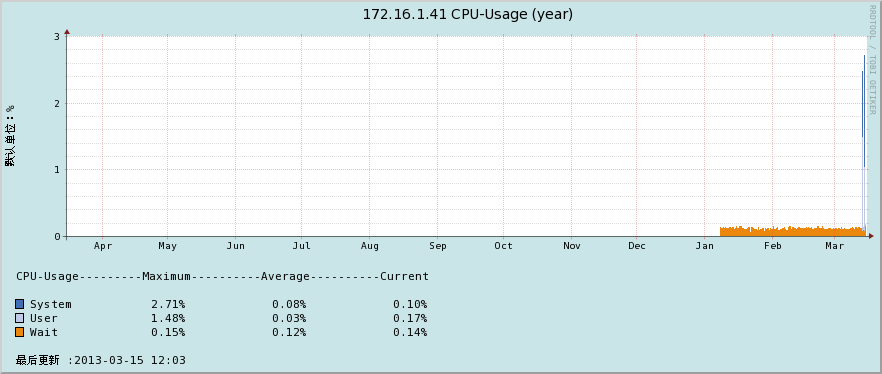 172.16.1.41 CPU-Usage (year)
RRDTOOL / TOBI OETIKER
默认单位：%
3
2
1
0
Apr May Jun Jul Aug Sep Oct Nov Dec Jan Feb Mar
CPU-Usage---------Maximum----------Average----------Current
System 2.71% 0.08% 0.10%
User 1.48% 0.03% 0.17%
Wait 0.15% 0.12% 0.14%
最后更新 :2013-03-15 12:03